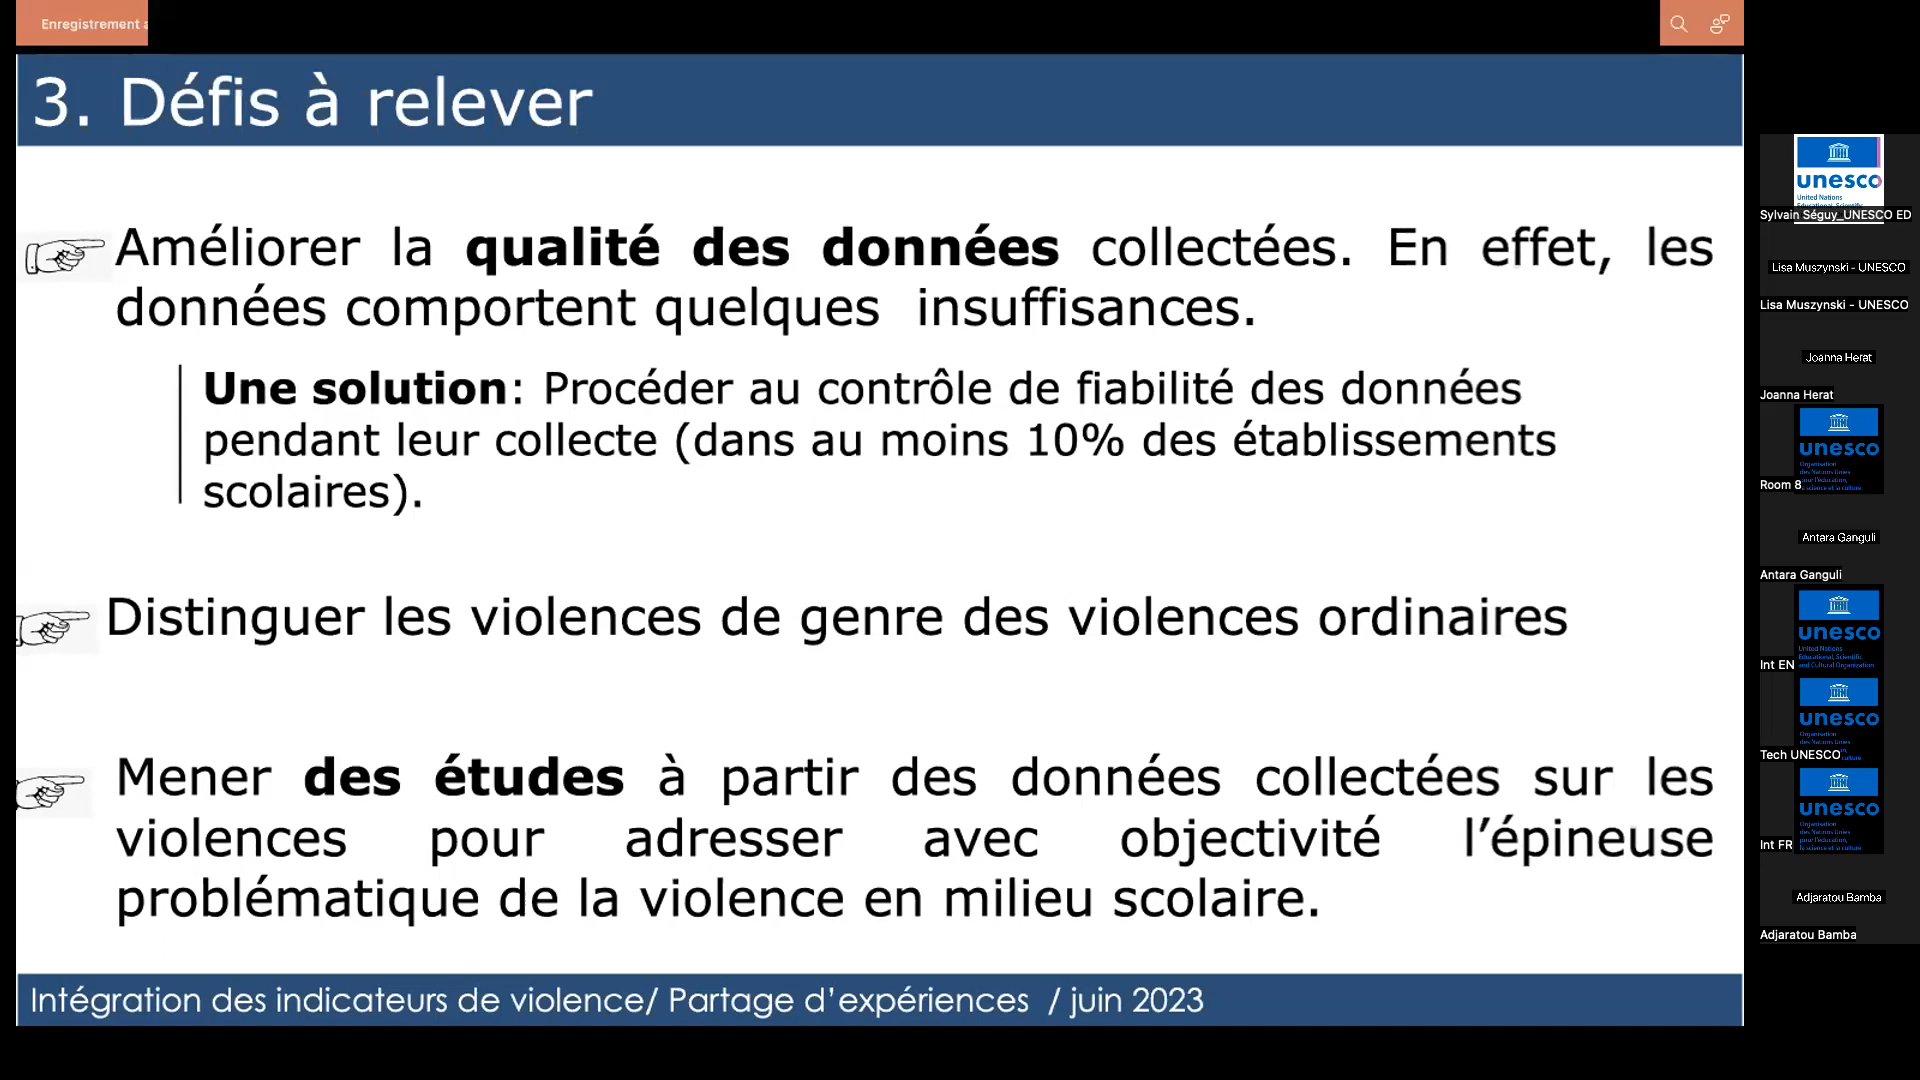 Enregistrement
3. Défis à relever
Améliorer la qualité des données collectées. En effet, les
données comportent quelques insuffisances.
Une solution: Procéder au contrôle de fiabilité des données
pendant leur collecte (dans au moins 10% des établissements
scolaires).
Distinguer les violences de genre des violences ordinaires
Mener des études à partir des données collectées sur les
violences pour adresser avec objectivité l’épineuse
problématique de la violence en milieu scolaire.
Intégration des indicateurs de violence/ Partage d’expériences / juin 2023
unesco
United Nations
Sylvain Séguy_UNESCO ED
Lisa Muszynski - UNESCO
Lisa Muszynski - UNESCO
Joanna Herat
Joanna Herat
unesco
Organisation
des Nations Unies
pour l'éducation,
la science et la culture
Room 8
Antara Ganguli
Antara Ganguli
unesco
United Nations
Educational, Scientific
and Cultural Organization
Int EN
unesco
Organisation
des Nations Unies
culture
Tech UNESCO
unesco
Organisation
des Nations Unies
pour l'éducation,
la science et la culture
Int FR
Adjaratou Bamba
Adjaratou Bamba